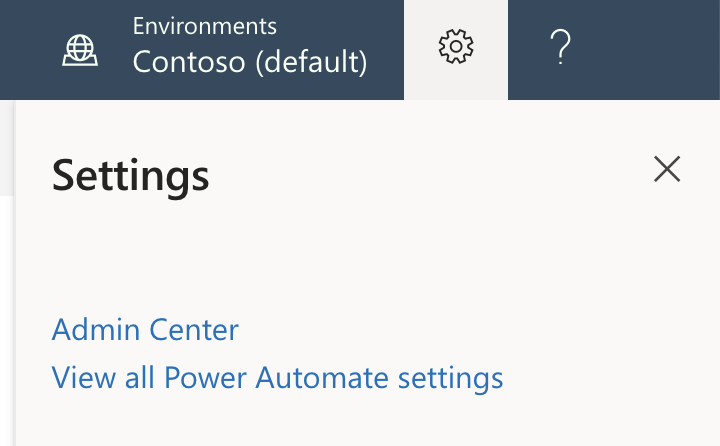 Environments
Contoso (default)
?
Settings
Admin Center
View all Power Automate settings